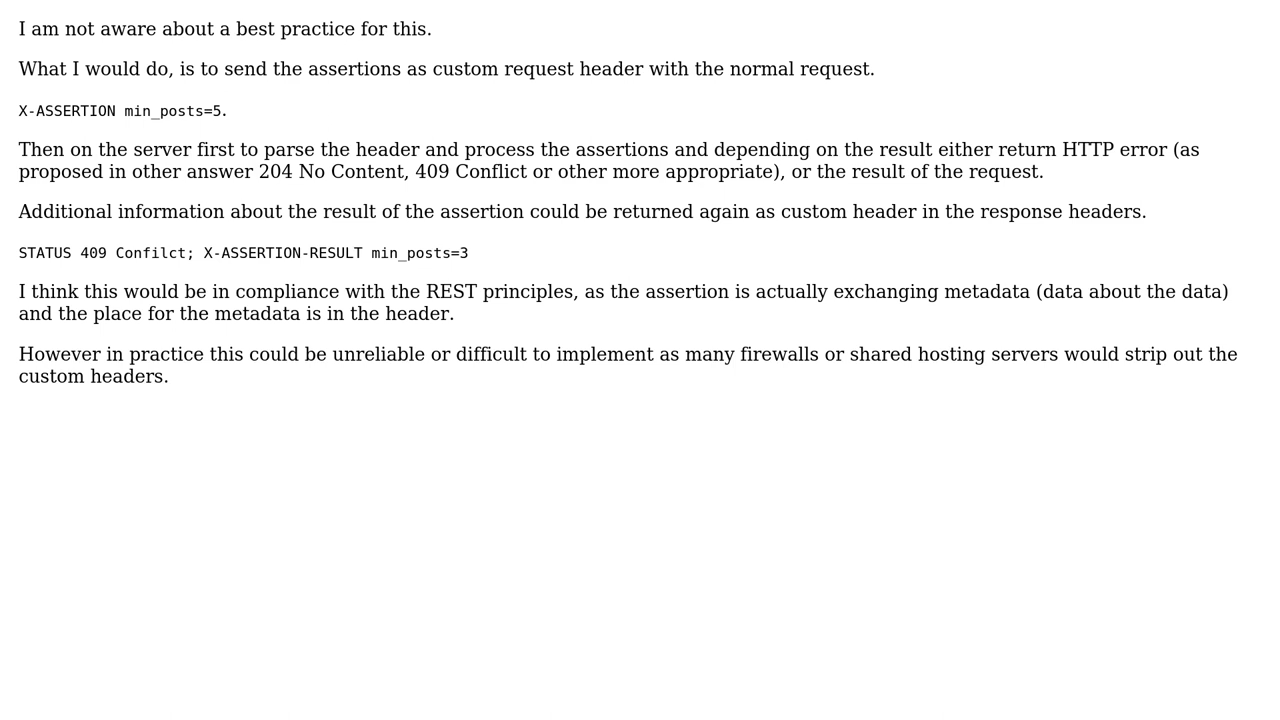 I am not aware about a best practice for this.
What I would do, is to send the assertions as custom request header with the normal request.
X-ASSERTION min_posts=5.
Then on the server first to parse the header and process the assertions and depending on the result either return HTTP error (as
proposed in other answer 204 No Content, 409 Conflict or other more appropriate), or the result of the request.
Additional information about the result of the assertion could be returned again as custom header in the response headers.
STATUS 409 Confilct; X-ASSERTION-RESULT min_posts=3
I think this would be in compliance with the REST principles, as the assertion is actually exchanging metadata (data about the data)
and the place for the metadata is in the header.
However in practice this could be unreliable or difficult to implement as many firewalls or shared hosting servers would strip out the
custom headers.